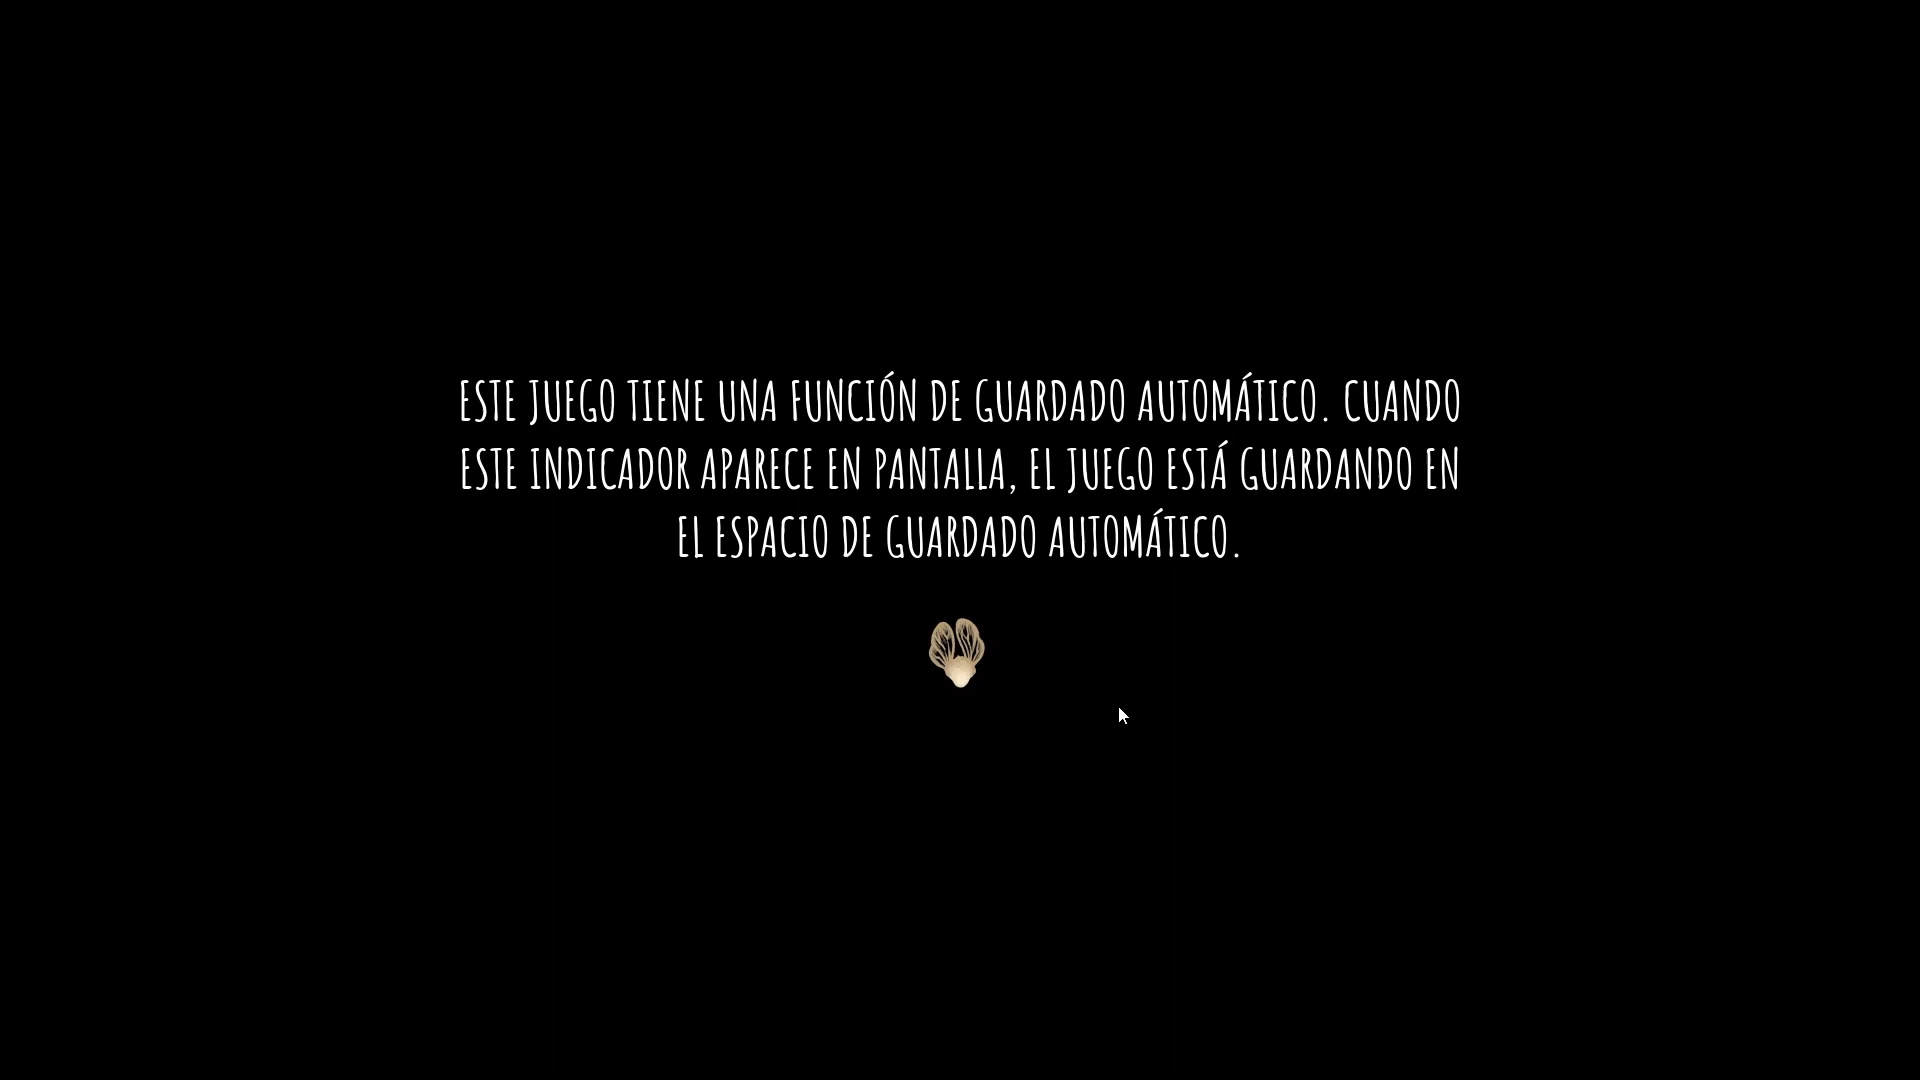 ESTE JUEGO TIENE UNA FUNCIÓN DE GUARDADO AUTOMÁTICO. CUANDO
ESTE INDICADOR APARECE EN PANTALLA, EL JUEGO ESTÁ GUARDANDO EN
EL ESPACIO DE GUARDADO AUTOMÁTICO.